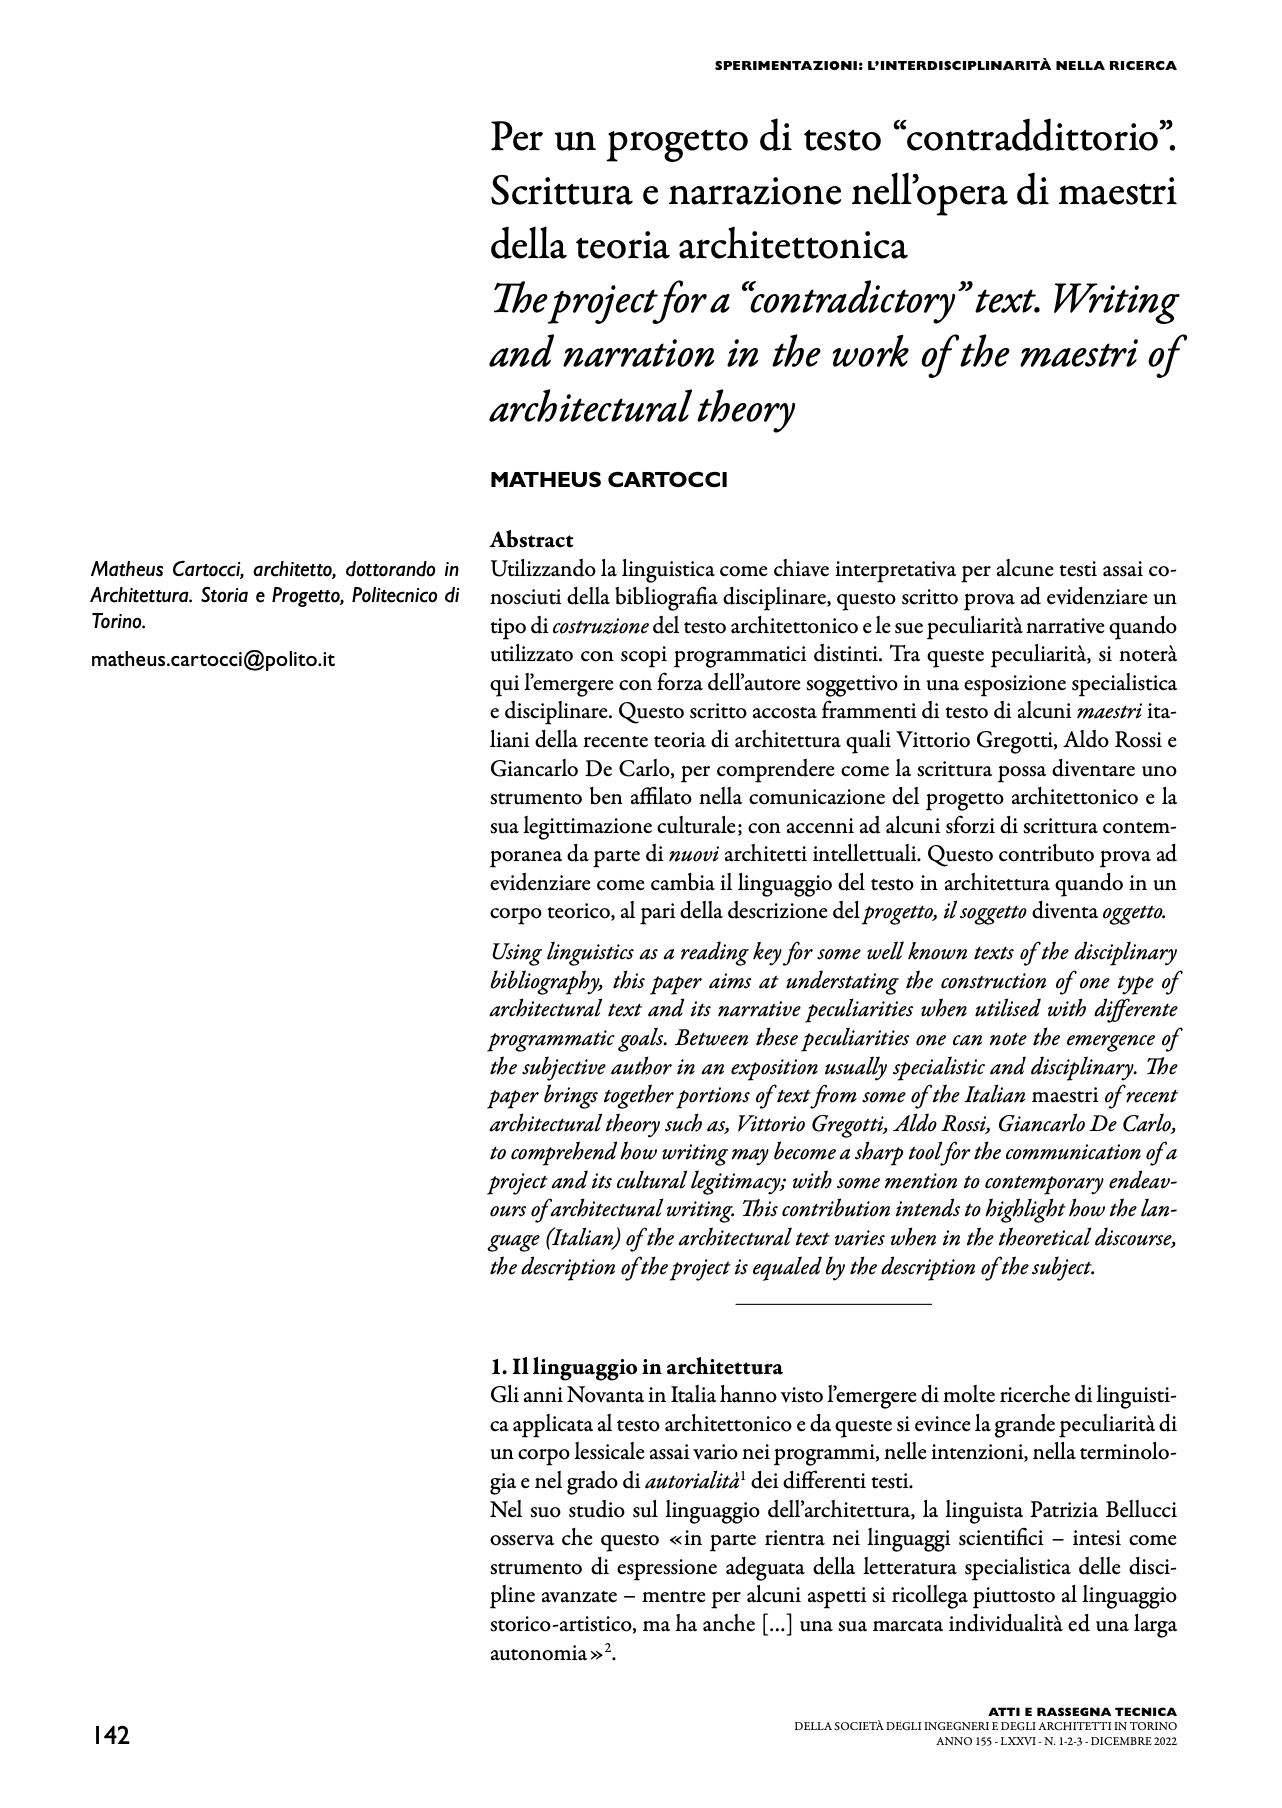 SPERIMENTAZIONI: L’INTERDISCIPLINARITÀ NELLA RICERCA
Per un progetto di testo “contraddittorio”.
Scrittura e narrazione nell’opera di maestri
della teoria architettonica
The project for a “contradictory” text. Writing
and narration in the work of the maestri of
architectural theory
MATHEUS CARTOCCI
Matheus Cartocci, architetto, dottorando in
Architettura. Storia e Progetto, Politecnico di
Torino.
matheus.cartocci@polito.it
Abstract
Utilizzando la linguistica come chiave interpretativa per alcune testi assai co-
nosciuti della bibliografia disciplinare, questo scritto prova ad evidenziare un
tipo di costruzione del testo architettonico e le sue peculiarità narrative quando
utilizzato con scopi programmatici distinti. Tra queste peculiarità, si noterà
qui l’emergere con forza dell’autore soggettivo in una esposizione specialistica
e disciplinare. Questo scritto accosta frammenti di testo di alcuni maestri ita-
liani della recente teoria di architettura quali Vittorio Gregotti, Aldo Rossi e
Giancarlo De Carlo, per comprendere come la scrittura possa diventare uno
strumento ben affilato nella comunicazione del progetto architettonico e la
sua legittimazione culturale; con accenni ad alcuni sforzi di scrittura contem-
poranea da parte di nuovi architetti intellettuali. Questo contributo prova ad
evidenziare come cambia il linguaggio del testo in architettura quando in un
corpo teorico, al pari della descrizione del progetto, il soggetto diventa oggetto.
Using linguistics as a reading key for some well known texts of the disciplinary
bibliography, this paper aims at understating the construction of one type of
architectural text and its narrative peculiarities when utilised with differente
programmatic goals. Between these peculiarities one can note the emergence of
the subjective author in an exposition usually specialistic and disciplinary. The
paper brings together portions of text from some of the Italian maestri of recent
architectural theory such as, Vittorio Gregotti, Aldo Rossi, Giancarlo De Carlo,
to comprehend how writing may become a sharp tool for the communication of a
project and its cultural legitimacy; with some mention to contemporary endeav-
ours of architectural writing. This contribution intends to highlight how the lan-
guage (Italian) of the architectural text varies when in the theoretical discourse,
the description of the project is equaled by the description of the subject.
1. Il linguaggio in architettura
Gli anni Novanta in Italia hanno visto l’emergere di molte ricerche di linguisti-
ca applicata al testo architettonico e da queste si evince la grande peculiarità di
un corpo lessicale assai vario nei programmi, nelle intenzioni, nella terminolo-
gia e nel grado di autorialità1 dei differenti testi.
Nel suo studio sul linguaggio dell’architettura, la linguista Patrizia Bellucci
osserva che questo «in parte rientra nei linguaggi scientifici – intesi come
strumento di espressione adeguata della letteratura specialistica delle disci-
pline avanzate – mentre per alcuni aspetti si ricollega piuttosto al linguaggio
storico-artistico, ma ha anche [...] una sua marcata individualità ed una larga
autonomia»2.
142
ATTI E RASSEGNA TECNICA
DELLA SOCIETÀ DEGLI INGEGNERI E DEGLI ARCHITETTI IN TORINO
ANNO 155 - LXXVI - N. 1-2-3 - DICEMBRE 2022